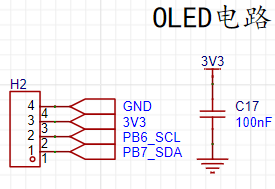 OLED电路
H2
4 4 GND
3 3 3V3
2 2 PB6_SCL
1 1 PB7_SDA
3V3
C17
100nF